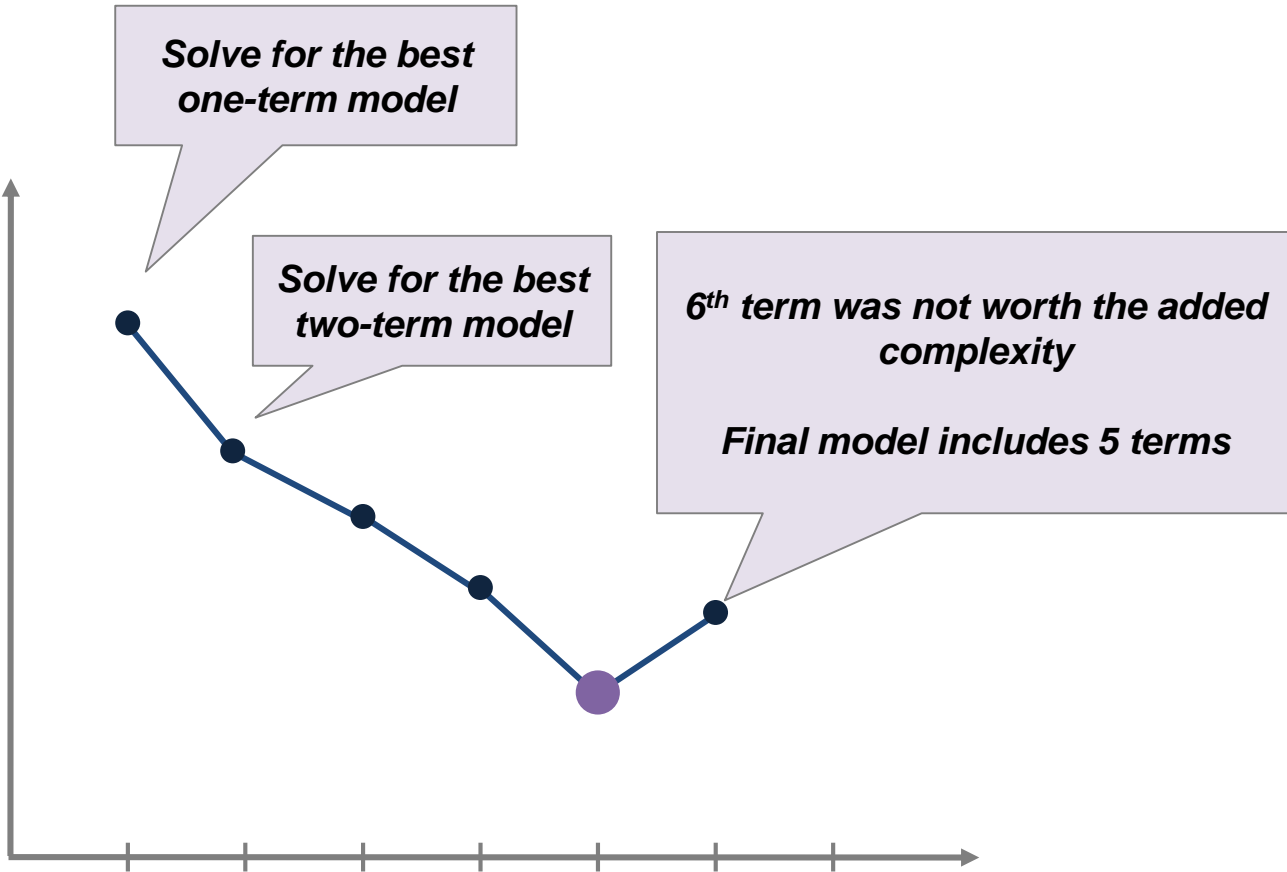 Solve for the best
one-term model
Solve for the best
two-term model
6th term was not worth the added
complexity
Final model includes 5 terms